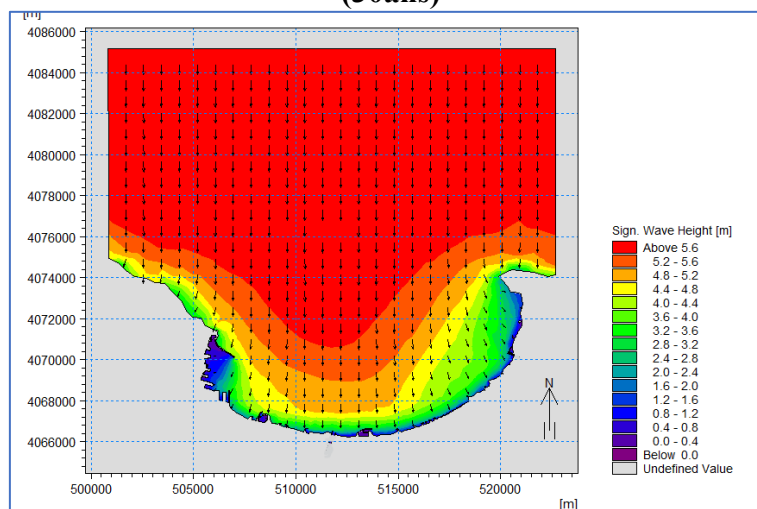 (50ans)
[m]
4086000
4084000
4082000
4080000
4078000
4076000
4074000
4072000
4070000
4068000
4066000
500000 505000 510000 515000 520000
[m]
N
Sign. Wave Height [m]
Above 5.6
5.2 - 5.6
4.8 - 5.2
4.4 - 4.8
4.0 - 4.4
3.6 - 4.0
3.2 - 3.6
2.8 - 3.2
2.4 - 2.8
2.0 - 2.4
1.6 - 2.0
1.2 - 1.6
0.8 - 1.2
0.4 - 0.8
0.0 - 0.4
Below 0.0
Undefined Value